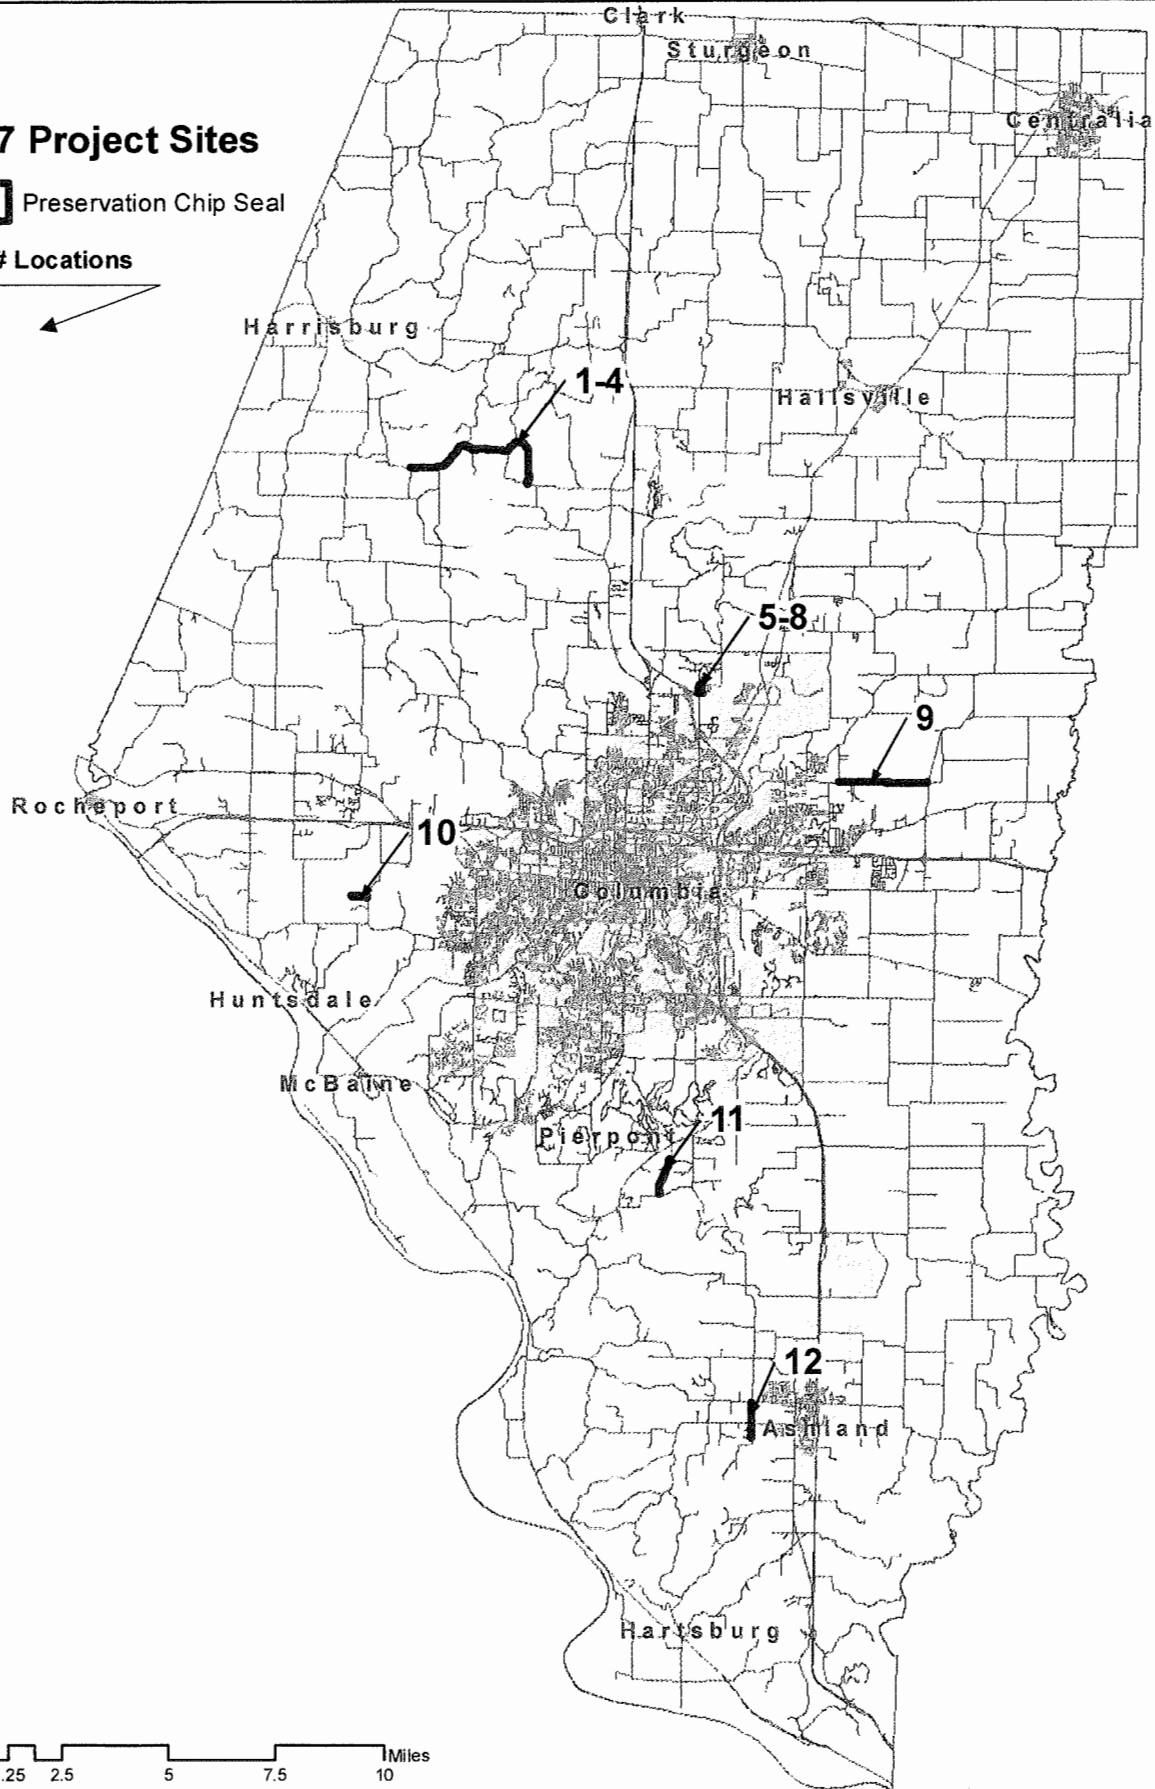 Clark
Sturgeon
Centralia
7 Project Sites
Preservation Chip Seal
# Locations
Harrisburg
1-4
Hallsville
5-8
9
Rocheport
10
Columbia
Huntsdale
McBaine
11
Pierpont
12
Ashland
Hartsburg
Miles
.25 2.5 5 7.5 10